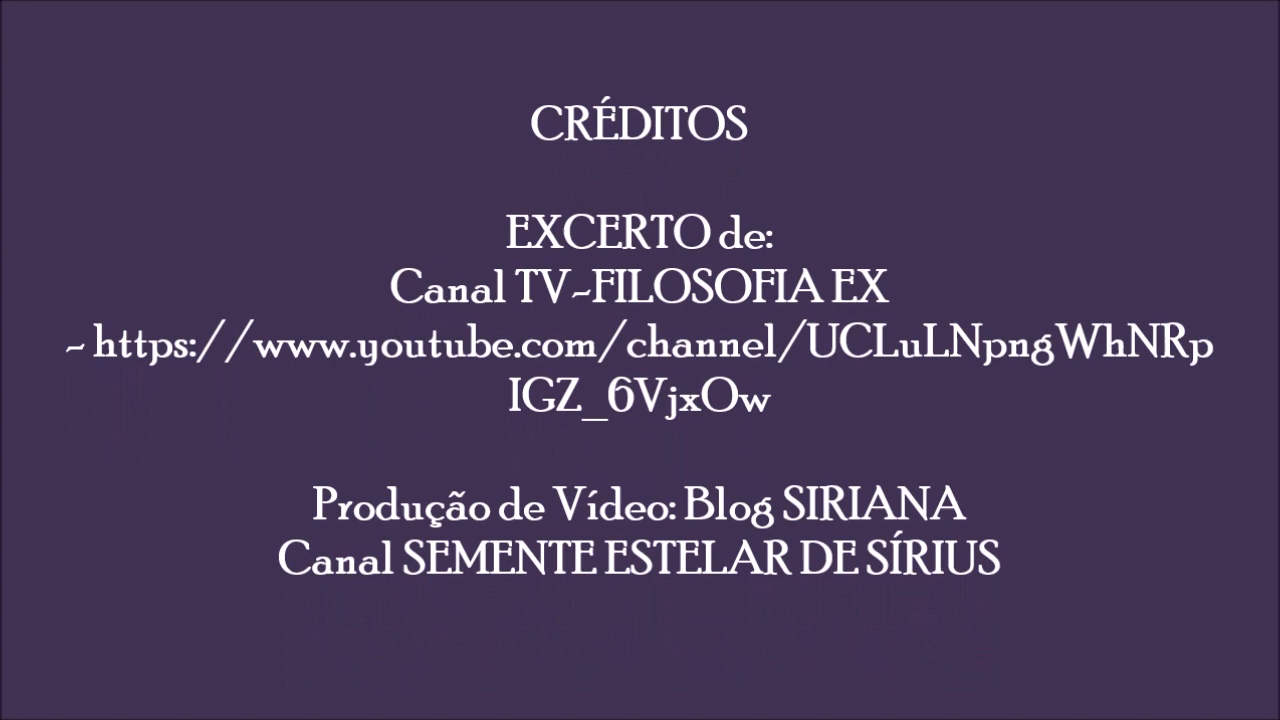 CRÉDITOS
EXCERTO de:
Canal TV-FILOSOFIA EX
- https://www.youtube.com/channel/UCLuLNpngWhNRp
IGZ_6VjxOw
Produção de Vídeo: Blog SIRIANA
Canal SEMENTE ESTELAR DE SÍRIUS